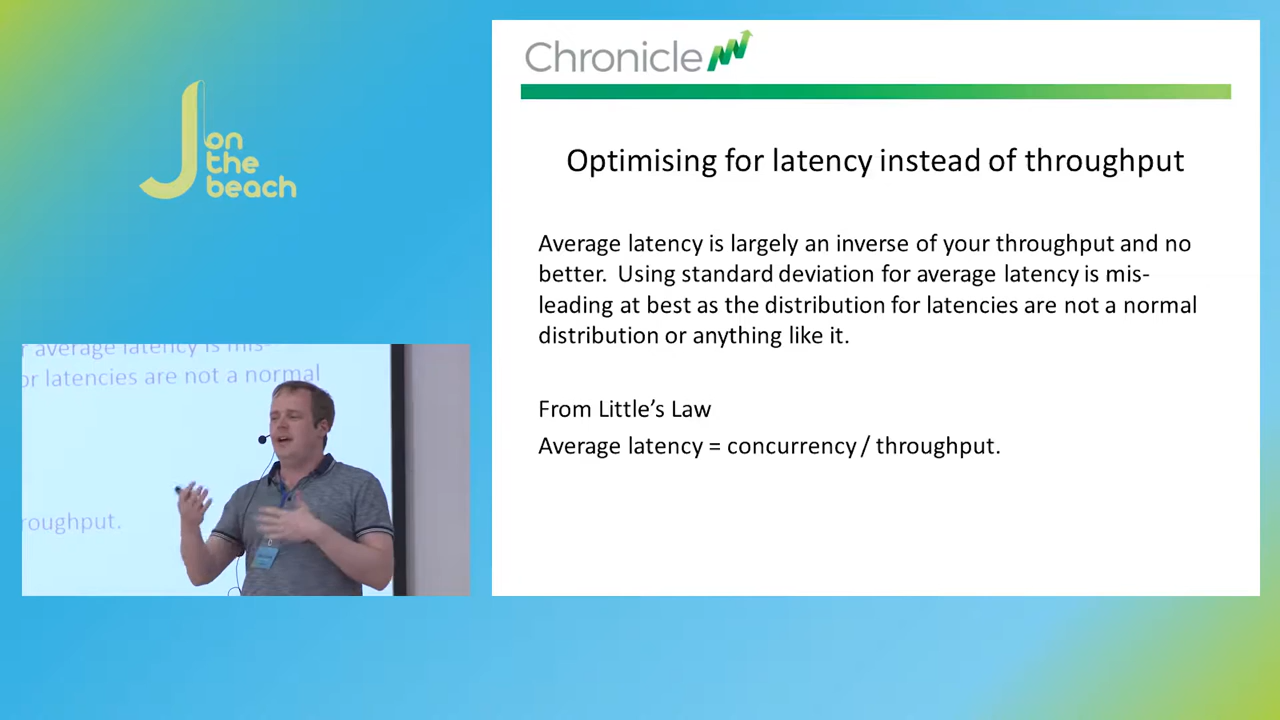 J on
the
beach
Chronicle
Optimising for latency instead of throughput
Average latency is largely an inverse of your throughput and no
better. Using standard deviation for average latency is mis-
leading at best as the distribution for latencies are not a normal
distribution or anything like it.
From Little's Law
Average latency = concurrency / throughput.
average latency is mis-
or latencies are not a normal
roughput.